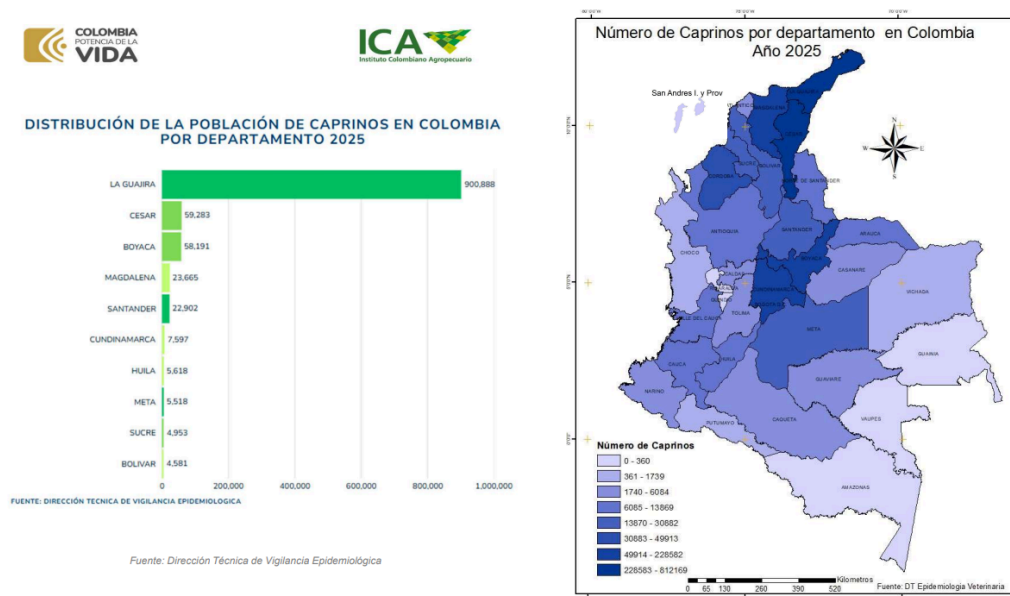 COLOMBIA
POTENCIA DE LA
VIDA
ICA
Instituto Colombiano Agropecuario
DISTRIBUCIÓN DE LA POBLACIÓN DE CAPRINOS EN COLOMBIA
POR DEPARTAMENTO 2025
LA GUAJIRA 900,888
CESAR 59,283
BOYACA 58,191
MAGDALENA 23,665
SANTANDER 22,902
CUNDINAMARCA 7,597
HUILA 5,618
META 5,518
SUCRE 4,953
BOLIVAR 4,581
0 200,000 400,000 600,000 800,000 1,000,000
FUENTE: DIRECCIÓN TECNICA DE VIGILANCIA EPIDEMIOLOGICA
Fuente: Dirección Técnica de Vigilancia Epidemiológica
Número de Caprinos por departamento en Colombia
Año 2025
San Andres I. y Prov
N
W E
S
SUCRE
BOLIVAR
CORDOBA
ANTIOQUIA
SANTANDER
ARAUCA
CHOCO
BOYACA
CASANARE
CALDAS
VICHADA
TOLIMA
META
GUAINIA
HUILA
CAUCA
GUAVIARE
NARIÑO
CAQUETA
VAUPES
PUTUMAYO
AMAZONAS
Número de Caprinos
0 - 360
361 - 1739
1740 - 6084
6085 - 13869
13870 - 30882
30883 - 49913
49914 - 228582
228583 - 812169
Kilometros
0 65 130 260 390 520
Fuente: DT Epidemiologia Veterinaria